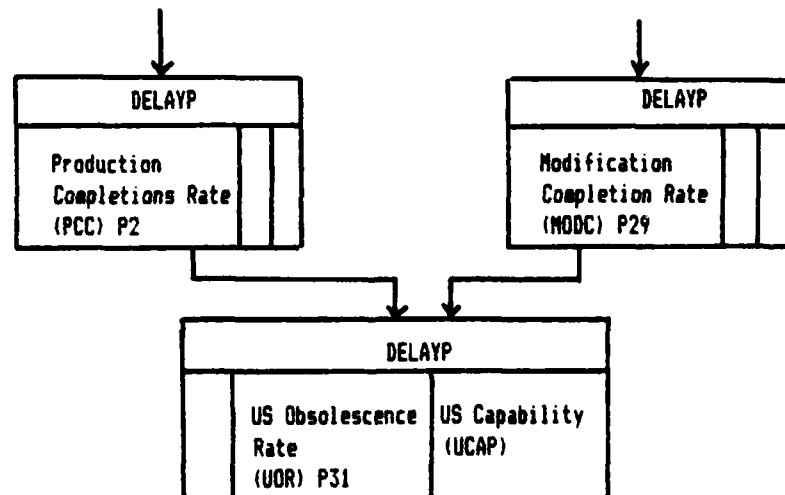 DELAYP
Production
Completions Rate
(PCC) P2
DELAYP
Modification
Completion Rate
(MODC) P29
DELAYP
US Obsolescence
Rate
(UOR) P31
US Capability
(UCAP)